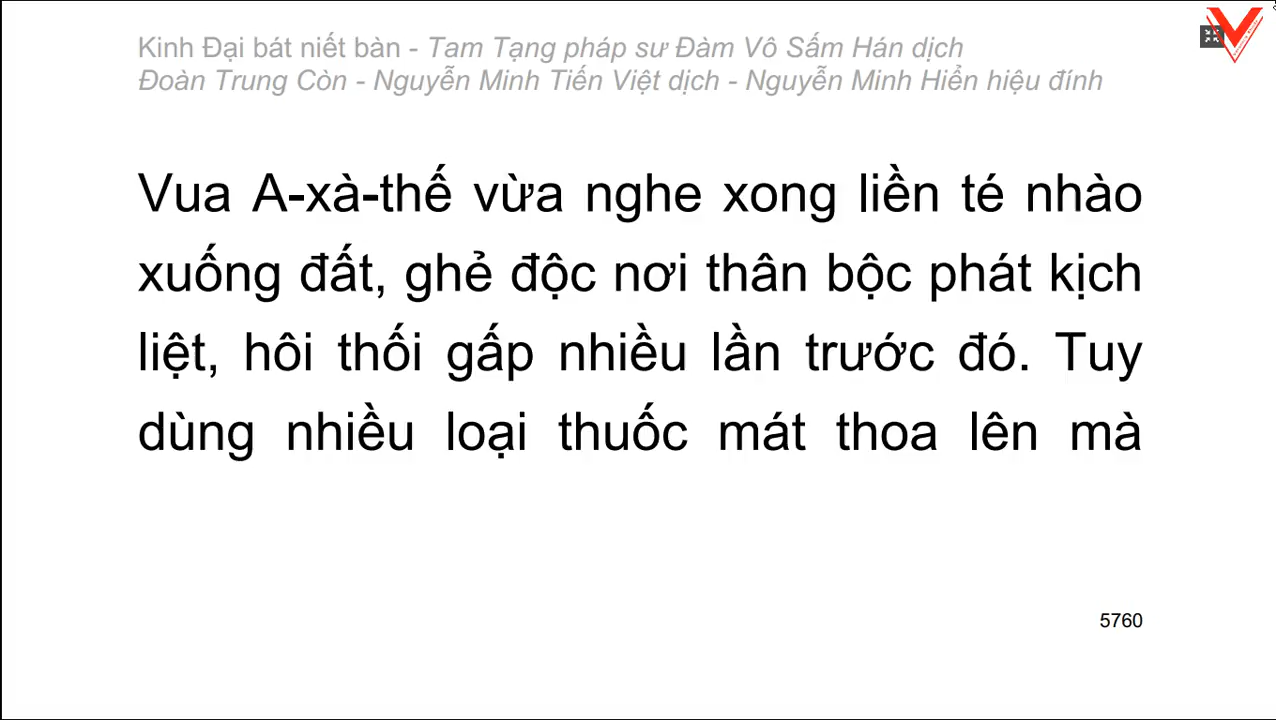 Kinh Đại bát niết bàn - Tam Tạng pháp sư Đàm Vô Sấm Hán dịch
Đoàn Trung Còn - Nguyễn Minh Tiến Việt dịch - Nguyễn Minh Hiển hiệu đính
Vua A-xà-thế vừa nghe xong liền té nhào
xuống đất, ghẻ độc nơi thân bộc phát kịch
liệt, hôi thối gấp nhiều lần trước đó. Tuy
dùng nhiều loại thuốc mát thoa lên mà
5760